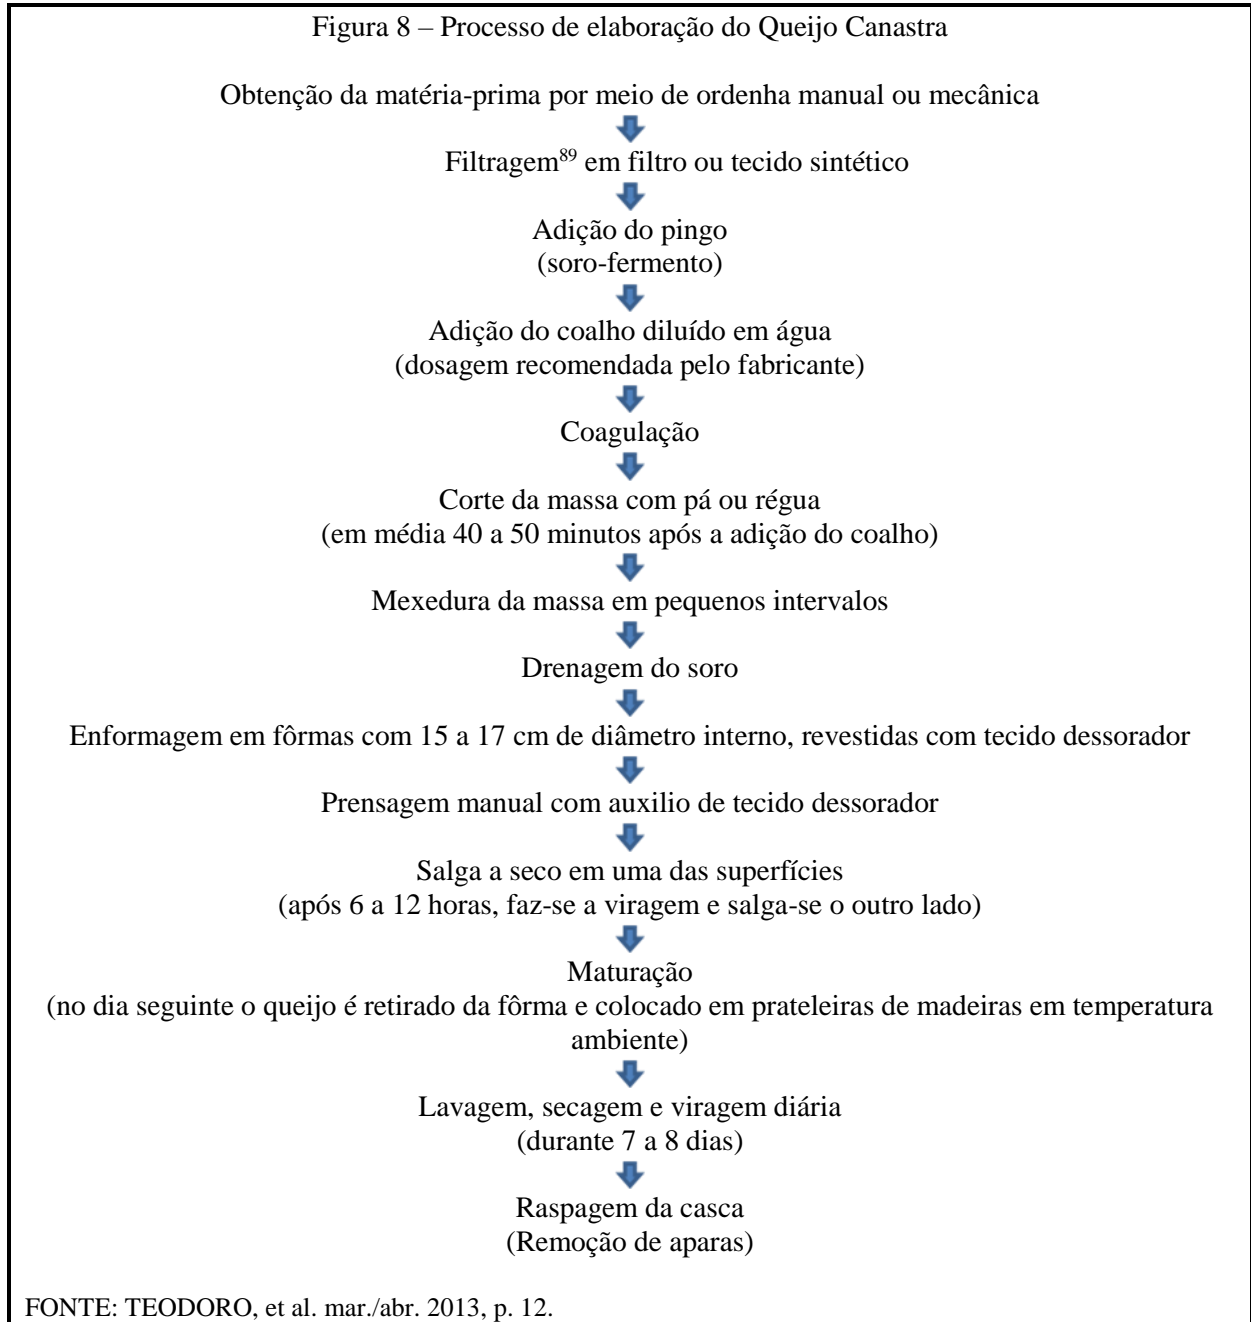 Figura 8 – Processo de elaboração do Queijo Canastra
Obtenção da matéria-prima por meio de ordenha manual ou mecânica
Filtragem⁸⁹ em filtro ou tecido sintético
Adição do pingo
(soro-fermento)
Adição do coalho diluído em água
(dosagem recomendada pelo fabricante)
Coagulação
Corte da massa com pá ou régua
(em média 40 a 50 minutos após a adição do coalho)
Mexedura da massa em pequenos intervalos
Drenagem do soro
Enformagem em fôrmas com 15 a 17 cm de diâmetro interno, revestidas com tecido dessorador
Prensagem manual com auxilio de tecido dessorador
Salga a seco em uma das superfícies
(após 6 a 12 horas, faz-se a viragem e salga-se o outro lado)
Maturação
(no dia seguinte o queijo é retirado da fôrma e colocado em prateleiras de madeiras em temperatura
ambiente)
Lavagem, secagem e viragem diária
(durante 7 a 8 dias)
Raspagem da casca
(Remoção de aparas)
FONTE: TEODORO, et al. mar./abr. 2013, p. 12.